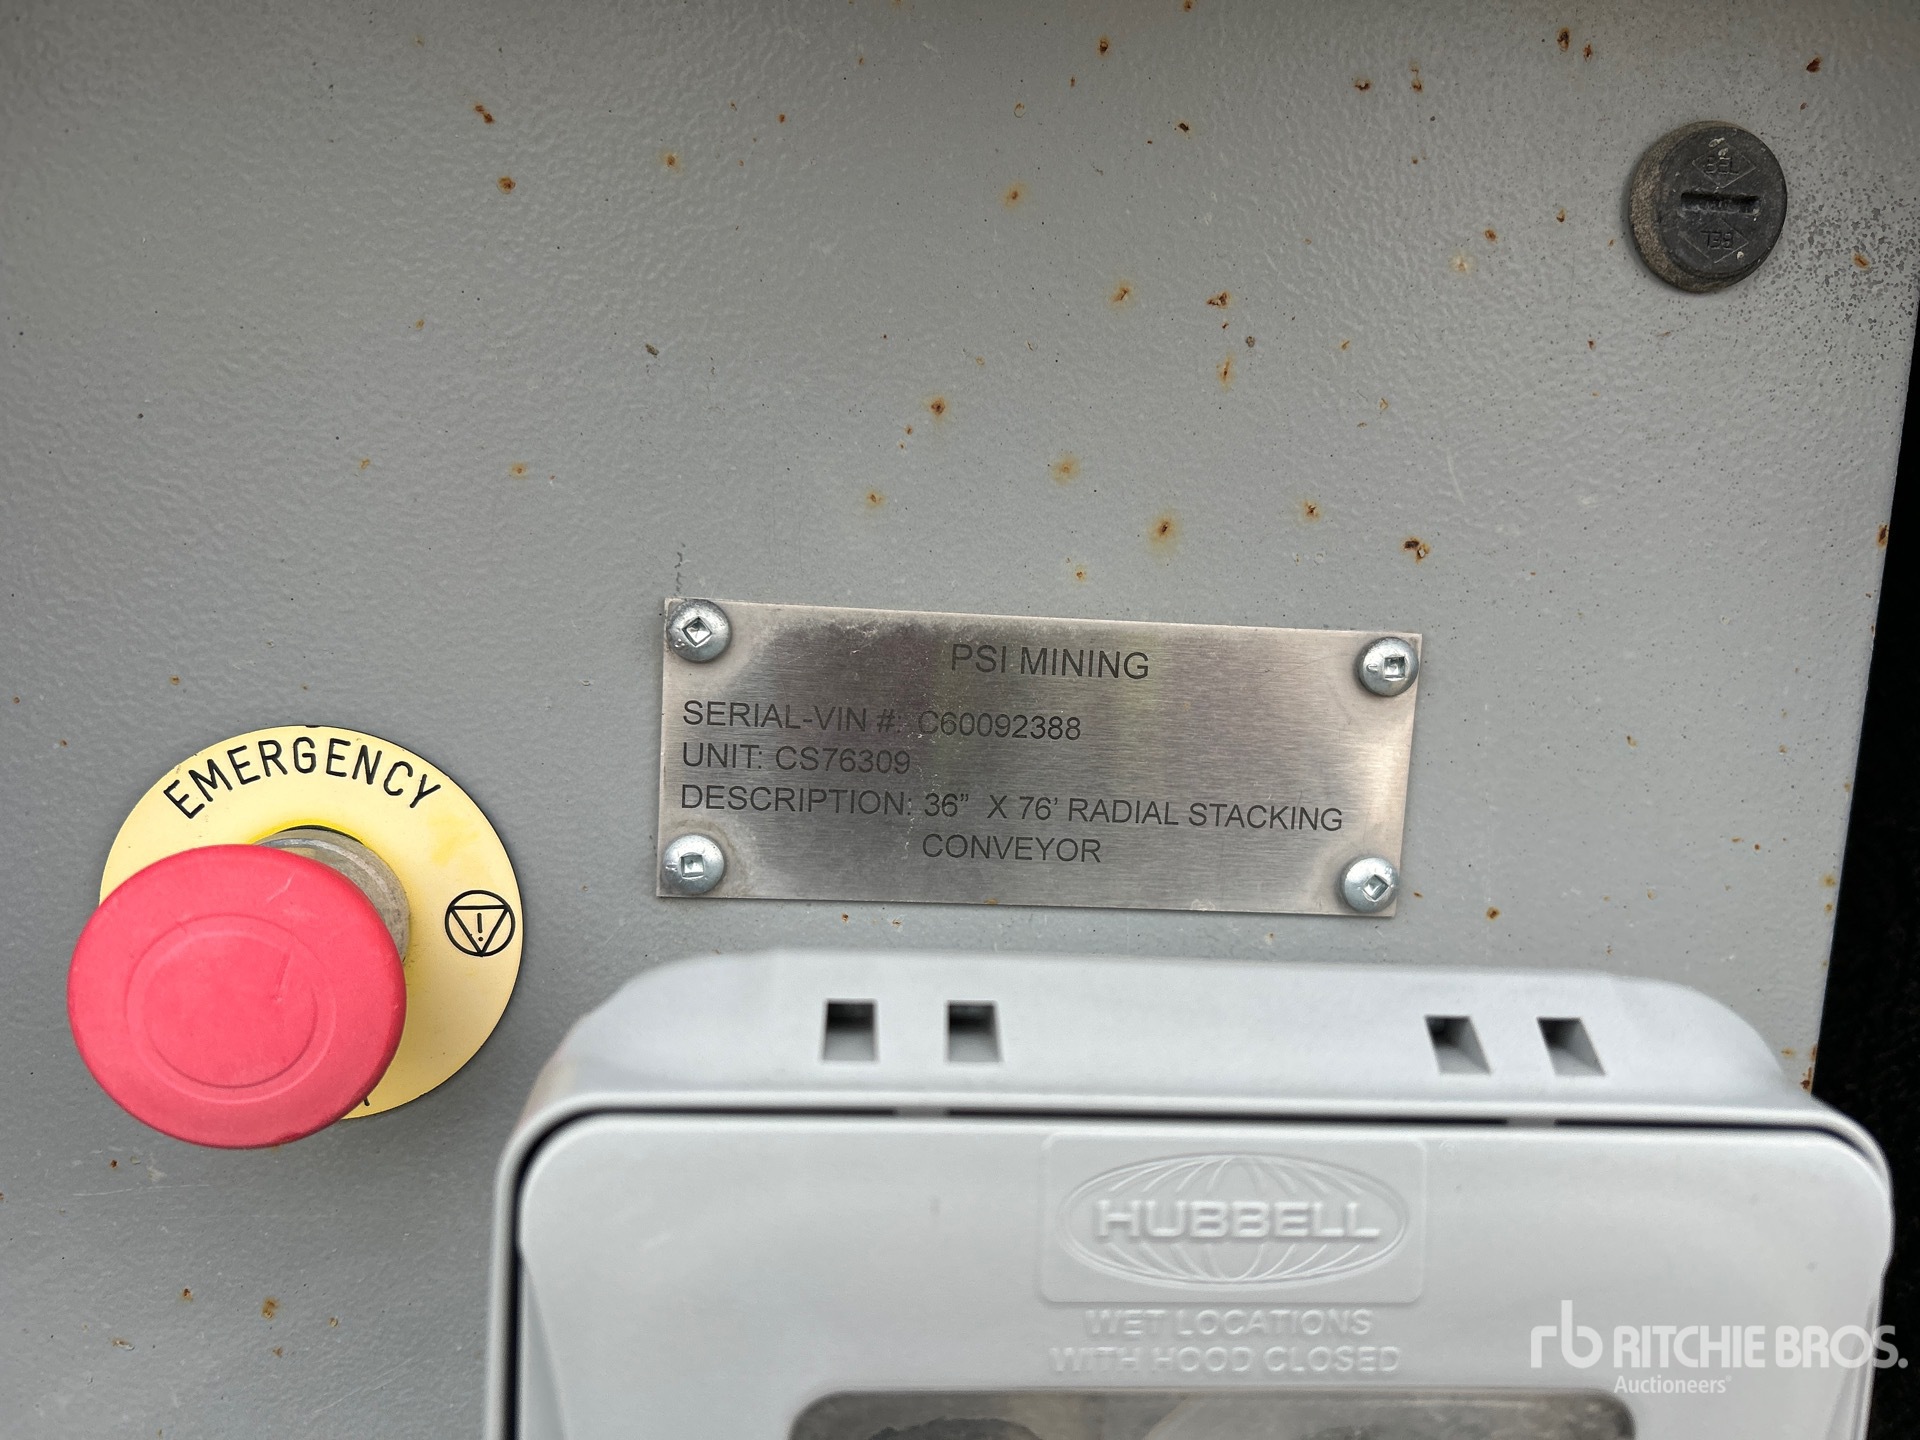 PSI MINING
SERIAL-VIN #: C60092388
UNIT: CS76309
DESCRIPTION: 36” X 76’ RADIAL STACKING
CONVEYOR
EMERGENCY
HUBBELL
WET LOCATIONS
WITH HOOD CLOSED
rb RITCHIE BROS.
Auctioneers